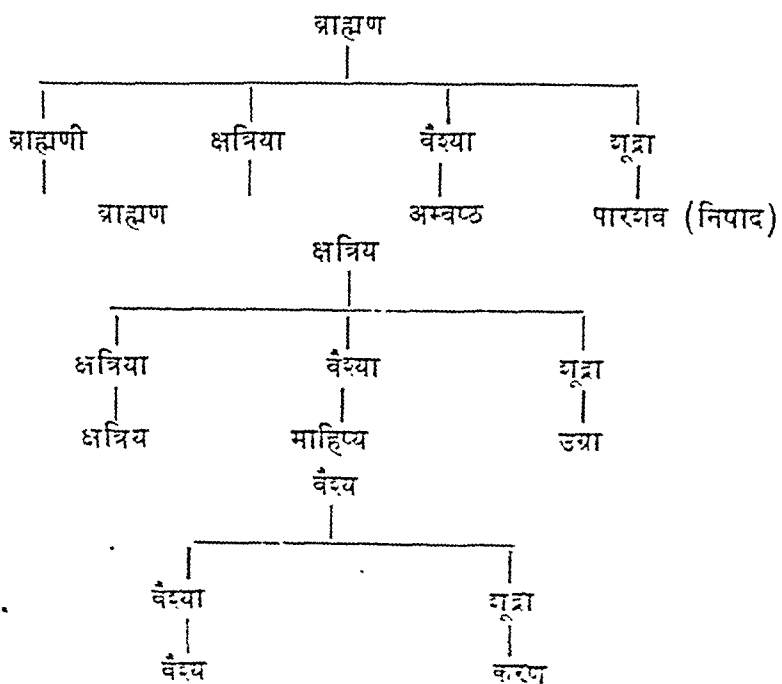 ब्राह्मण
ब्राह्मणी क्षत्रिया वैश्या शूद्रा
ब्राह्मण अम्बष्ठ पारशव (निषाद)
क्षत्रिय
क्षत्रिया वैश्या शूद्रा
क्षत्रिय माहिष्य उग्रा
वैश्य
वैश्या शूद्रा
वैश्य करण